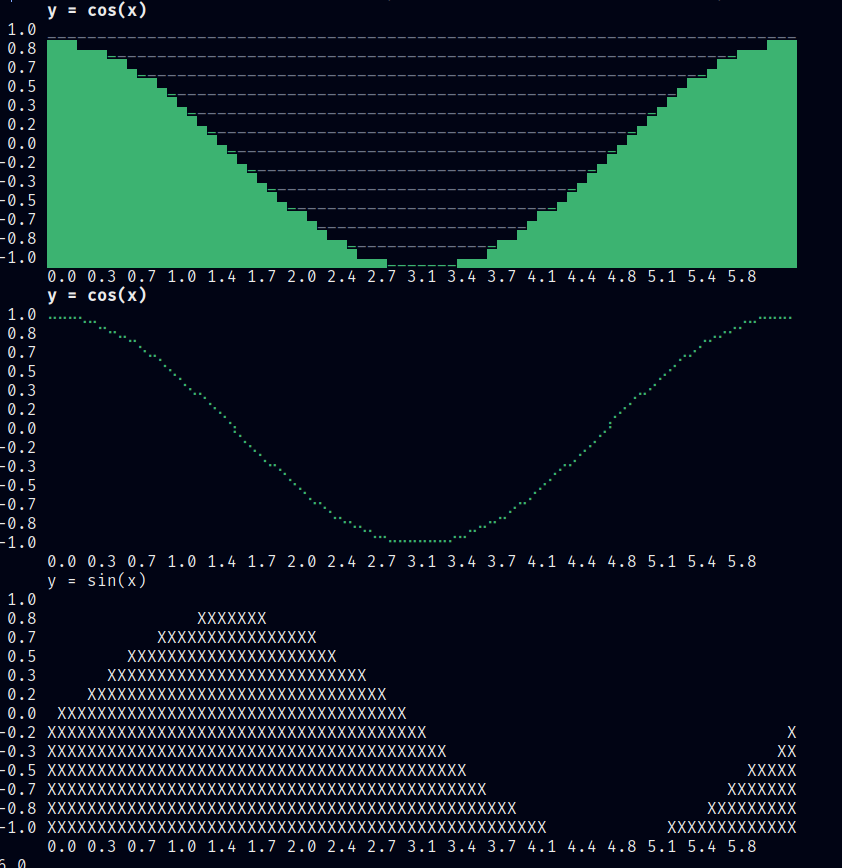 y = cos(x)
1.0
0.8
0.7
0.5
0.3
0.2
0.0
-0.2
-0.3
-0.5
-0.7
-0.8
-1.0
0.0 0.3 0.7 1.0 1.4 1.7 2.0 2.4 2.7 3.1 3.4 3.7 4.1 4.4 4.8 5.1 5.4 5.8
y = cos(x)
1.0
0.8
0.7
0.5
0.3
0.2
0.0
-0.2
-0.3
-0.5
-0.7
-0.8
-1.0
0.0 0.3 0.7 1.0 1.4 1.7 2.0 2.4 2.7 3.1 3.4 3.7 4.1 4.4 4.8 5.1 5.4 5.8
y = sin(x)
1.0
0.8 XXXXXXX
0.7 XXXXXXXXXXXXXXXX
0.5 XXXXXXXXXXXXXXXXXXXXX
0.3 XXXXXXXXXXXXXXXXXXXXXXXXXX
0.2 XXXXXXXXXXXXXXXXXXXXXXXXXXXXXX
0.0 XXXXXXXXXXXXXXXXXXXXXXXXXXXXXXXXXXX
-0.2 XXXXXXXXXXXXXXXXXXXXXXXXXXXXXXXXXXXXXX X
-0.3 XXXXXXXXXXXXXXXXXXXXXXXXXXXXXXXXXXXXXXXX XX
-0.5 XXXXXXXXXXXXXXXXXXXXXXXXXXXXXXXXXXXXXXXXXX XXXXX
-0.7 XXXXXXXXXXXXXXXXXXXXXXXXXXXXXXXXXXXXXXXXXXXX XXXXXXX
-0.8 XXXXXXXXXXXXXXXXXXXXXXXXXXXXXXXXXXXXXXXXXXXXXXX XXXXXXXXX
-1.0 XXXXXXXXXXXXXXXXXXXXXXXXXXXXXXXXXXXXXXXXXXXXXXXXXX XXXXXXXXXXXXX
0.0 0.3 0.7 1.0 1.4 1.7 2.0 2.4 2.7 3.1 3.4 3.7 4.1 4.4 4.8 5.1 5.4 5.8